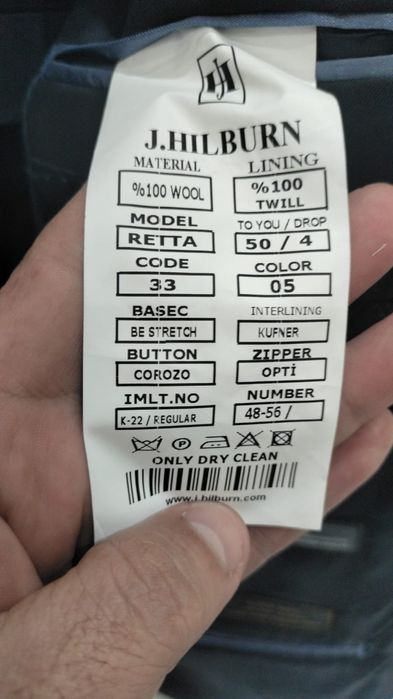 J.HILBURN
MATERIAL LINING
%100 WOOL %100 TWILL
MODEL TO YOU / DROP
RETTA 50 / 4
CODE COLOR
33 05
BASEC INTERLINING
BE STRETCH KUFNER
BUTTON ZIPPER
COROZO OPTİ
IMLT.NO NUMBER
K-22 / REGULAR 48-56 /
P
ONLY DRY CLEAN
www.j.hilburn.com